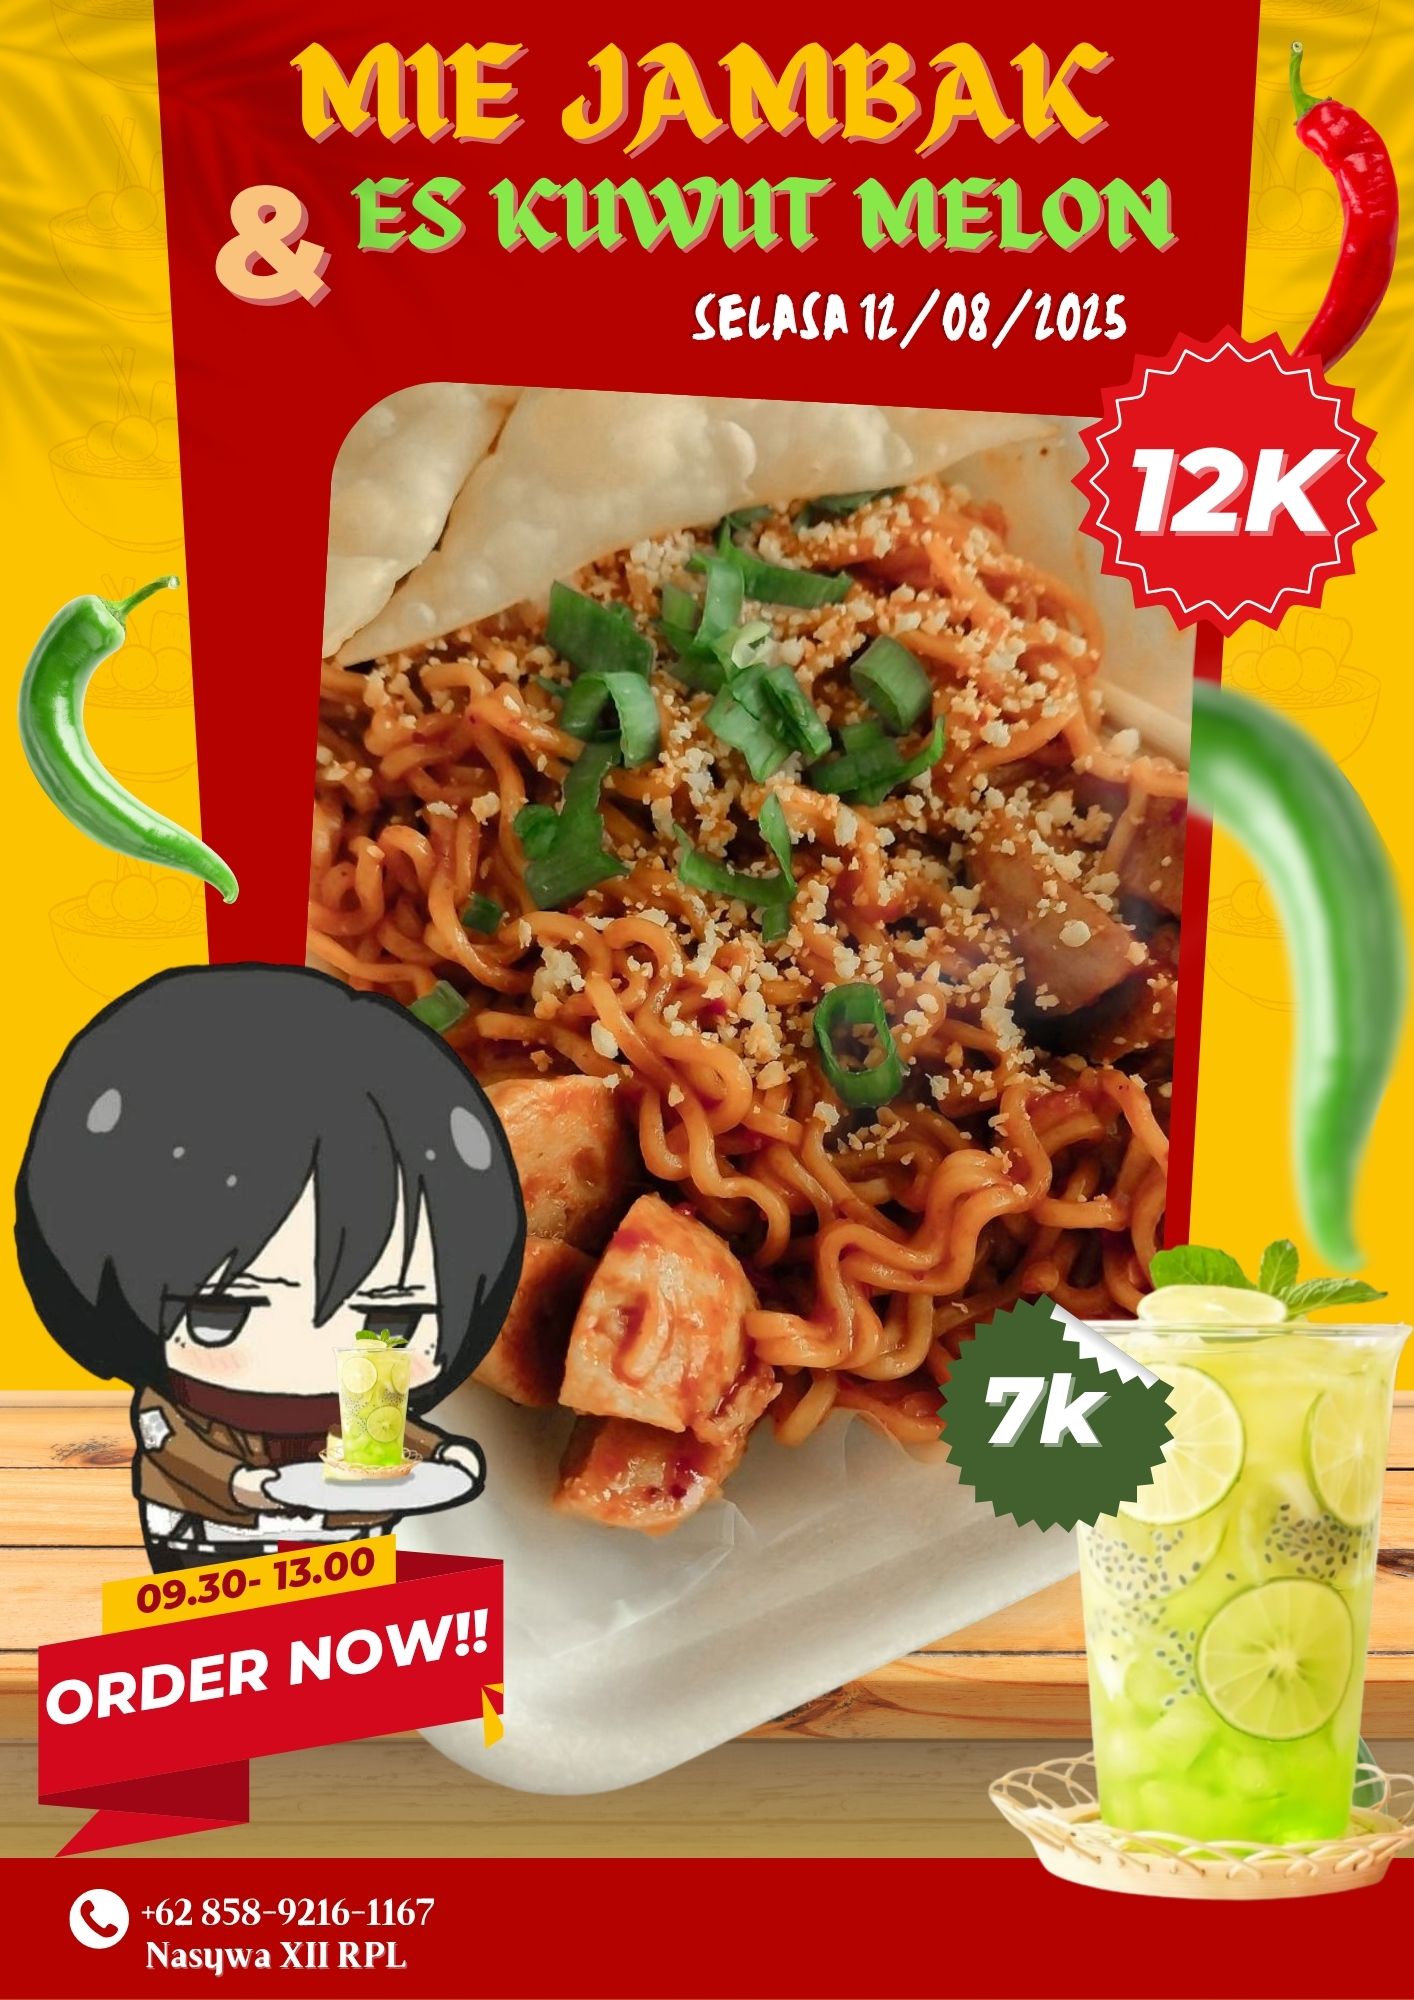 MIE JAMBAK
& ES KUWUT MELON
SELASA 12/08/2025
12K
7k
09.30- 13.00
ORDER NOW!!
+62 858-9216-1167
Nasywa XII RPL